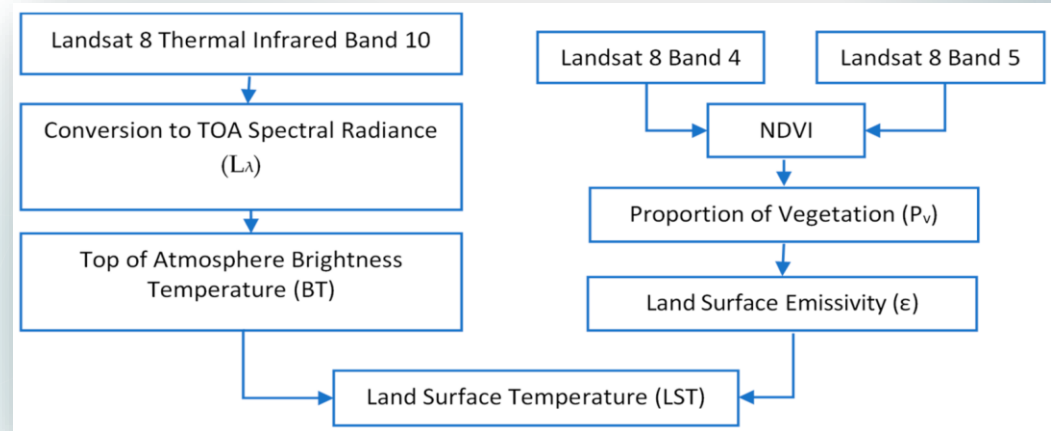 Landsat 8 Thermal Infrared Band 10
Conversion to TOA Spectral Radiance
(Lλ)
Top of Atmosphere Brightness
Temperature (BT)
Landsat 8 Band 4
Landsat 8 Band 5
NDVI
Proportion of Vegetation (Pᵥ)
Land Surface Emissivity (ε)
Land Surface Temperature (LST)